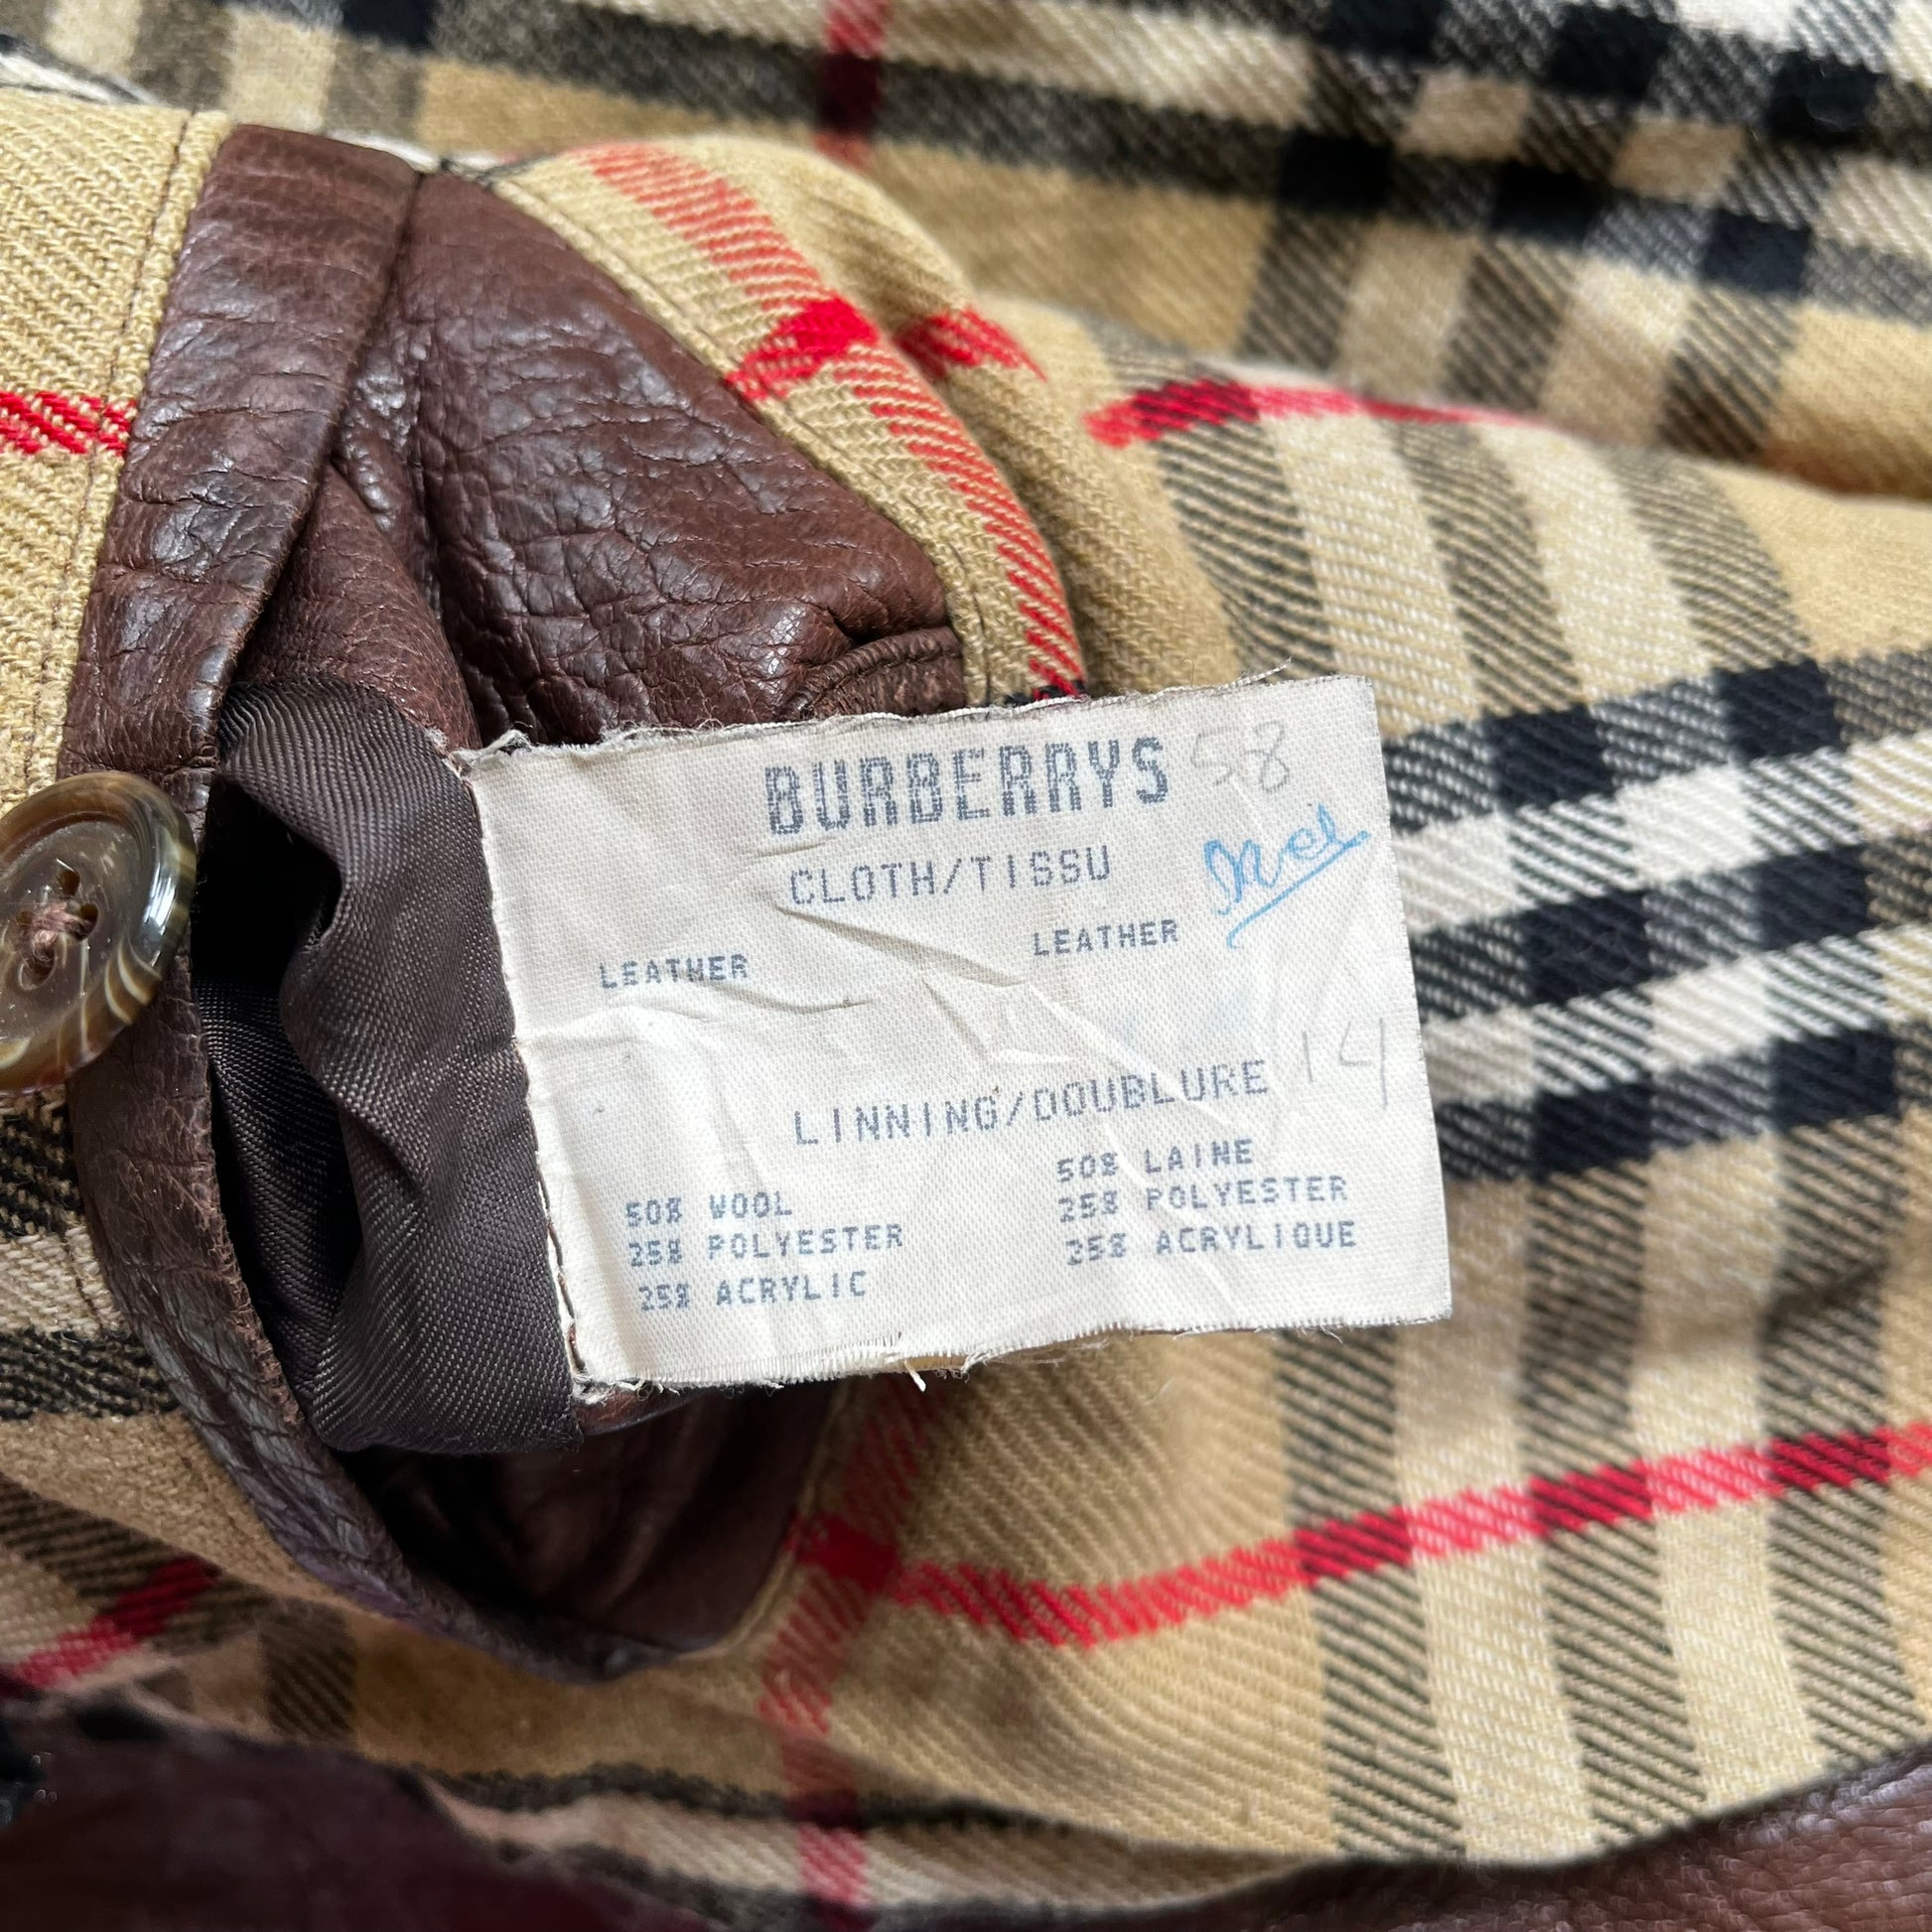 BURBERRYS 58
CLOTH/TISSU
LEATHER LEATHER
LINNING/DOUBLURE 14
50% WOOL 50% LAINE
25% POLYESTER 25% POLYESTER
25% ACRYLIC 25% ACRYLIQUE